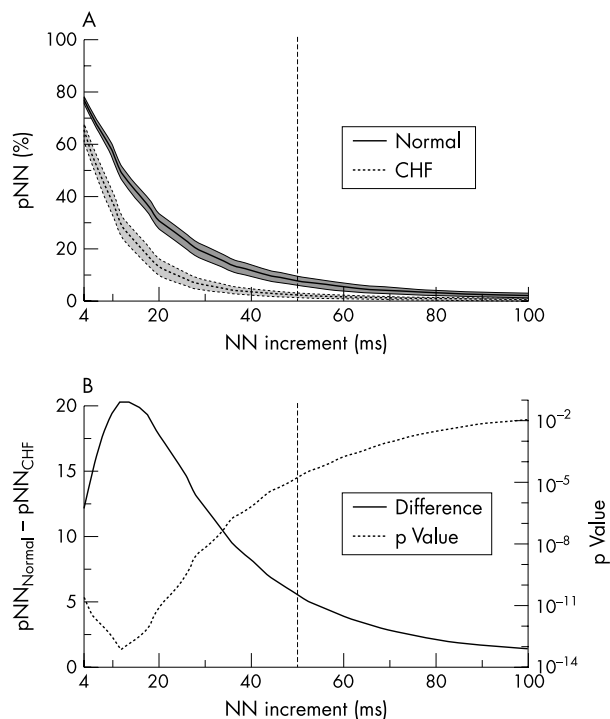 A
100
80
60
40
20
0
pNN (%)
Normal
CHF
4
20
40
60
80
100
NN increment (ms)
B
20
15
10
5
0
pNN_Normal – pNN_CHF
10⁻²
10⁻⁵
10⁻⁸
10⁻¹¹
10⁻¹⁴
p Value
Difference
p Value
4
20
40
60
80
100
NN increment (ms)